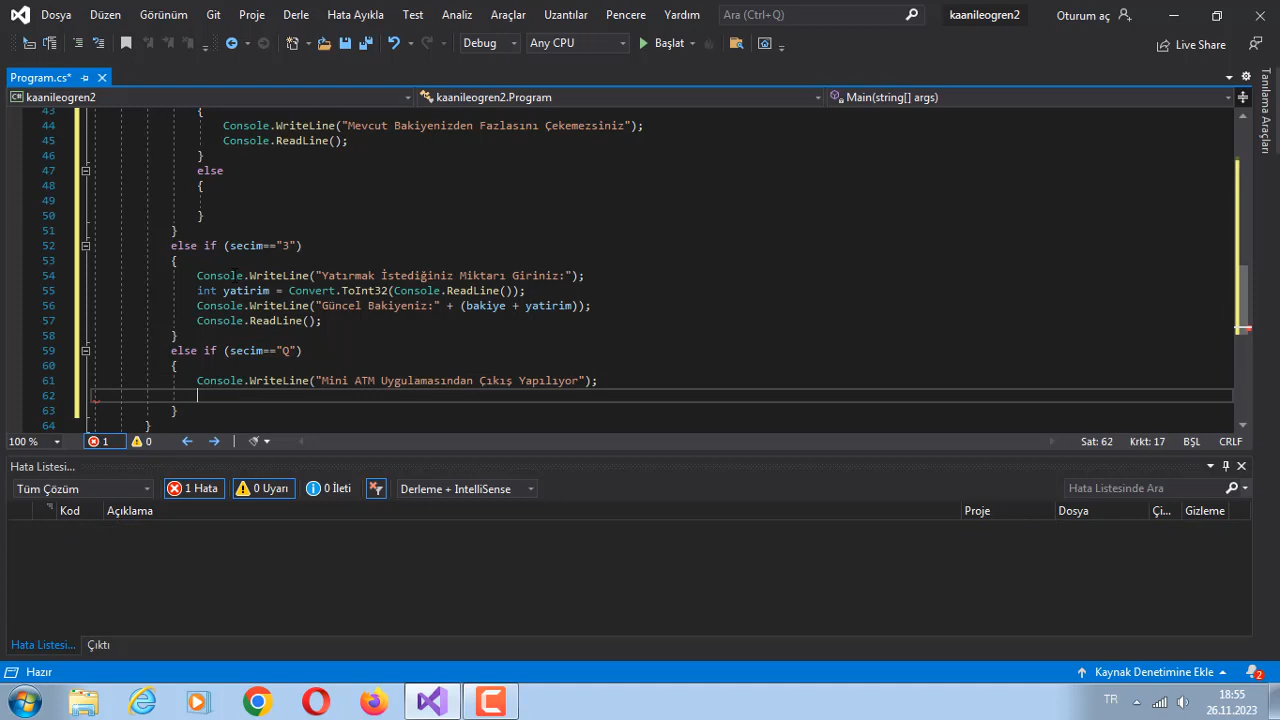 Dosya Düzen Görünüm Git Proje Derle Hata Ayıkla Test Analiz Araçlar Uzantılar Pencere Yardım Ara (Ctrl+Q) kaanileogren2 Oturum aç
Debug Any CPU Başlat Live Share
Program.cs*
kaanileogren2 kaanileogren2.Program Main(string[] args)
Tanılama Araçları
43 {
44 Console.WriteLine("Mevcut Bakiyenizden Fazlasını Çekemezsiniz");
45 Console.ReadLine();
46 }
47 else
48 {
49
50 }
51 }
52 else if (secim=="3")
53 {
54 Console.WriteLine("Yatırmak İstediğiniz Miktarı Giriniz:");
55 int yatirim = Convert.ToInt32(Console.ReadLine());
56 Console.WriteLine("Güncel Bakiyeniz:" + (bakiye + yatirim));
57 Console.ReadLine();
58 }
59 else if (secim=="Q")
60 {
61 Console.WriteLine("Mini ATM Uygulamasından Çıkış Yapılıyor");
62
63 }
64 }
100 % 1 0 Sat: 62 Krkt: 17 BŞL CRLF
Hata Listesi...
Tüm Çözüm 1 Hata 0 Uyarı 0 İleti Derleme + IntelliSense Hata Listesinde Ara
Kod Açıklama Proje Dosya Çi... Gizleme
Hata Listesi... Çıktı
Hazır Kaynak Denetimine Ekle 2
TR 18:55
26.11.2023